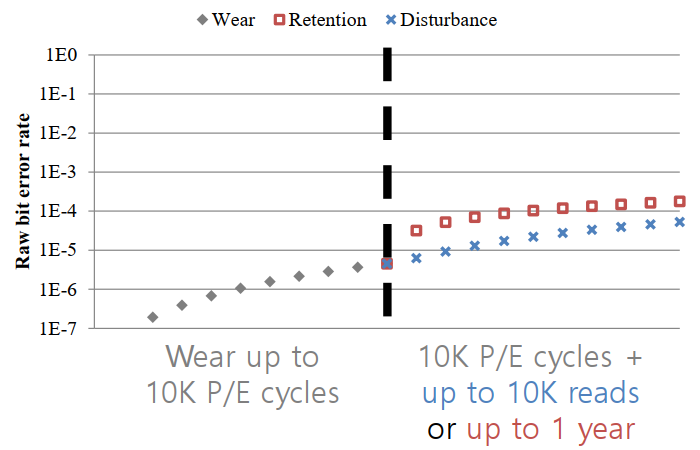 Wear Retention Disturbance
Raw bit error rate
1E0
1E-1
1E-2
1E-3
1E-4
1E-5
1E-6
1E-7
Wear up to
10K P/E cycles
10K P/E cycles +
up to 10K reads
or up to 1 year